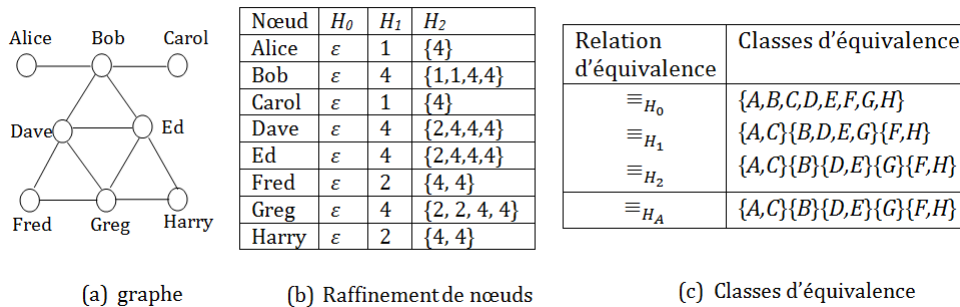 Alice Bob Carol
Dave Ed
Fred Greg Harry
(a) graphe
Nœud H₀ H₁ H₂
Alice ε 1 {4}
Bob ε 4 {1,1,4,4}
Carol ε 1 {4}
Dave ε 4 {2,4,4,4}
Ed ε 4 {2,4,4,4}
Fred ε 2 {4, 4}
Greg ε 4 {2, 2, 4, 4}
Harry ε 2 {4, 4}
(b) Raffinement de nœuds
Relation Classes d'équivalence
d'équivalence
≡H₀ {A,B,C,D,E,F,G,H}
≡H₁ {A,C}{B,D,E,G}{F,H}
≡H₂ {A,C}{B}{D,E}{G}{F,H}
≡H_A {A,C}{B}{D,E}{G}{F,H}
(c) Classes d'équivalence